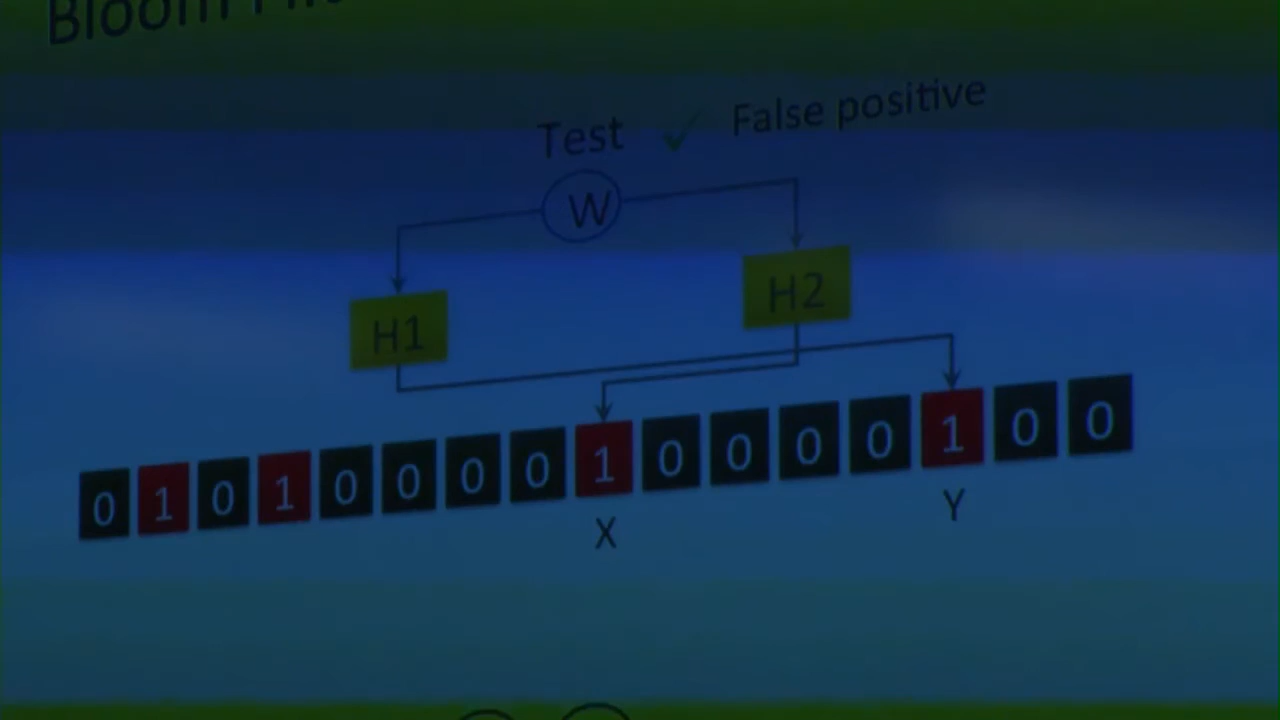 Bloom
Test ✓ False positive
W
H1 H2
0 1 0 1 0 0 0 0 1 0 0 0 0 1 0 0
X Y